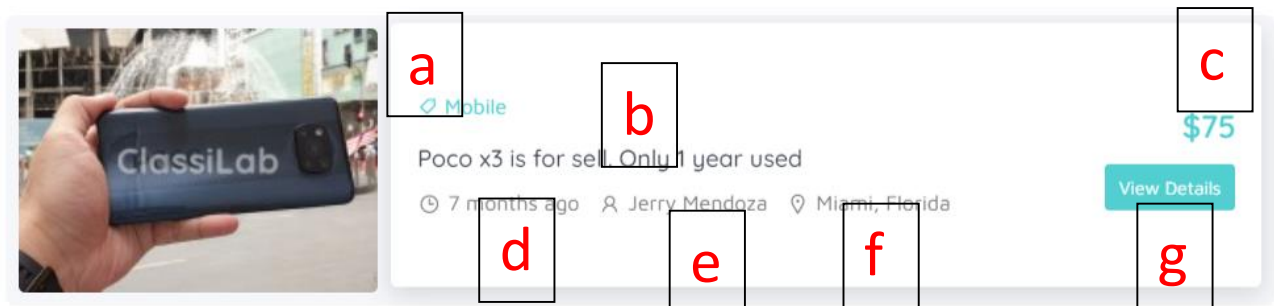 ClassiLab
a
b
c
Mobile
$75
Poco x3 is for sell. Only 1 year used
View Details
7 months ago Jerry Mendoza Miami, Florida
d
e
f
g